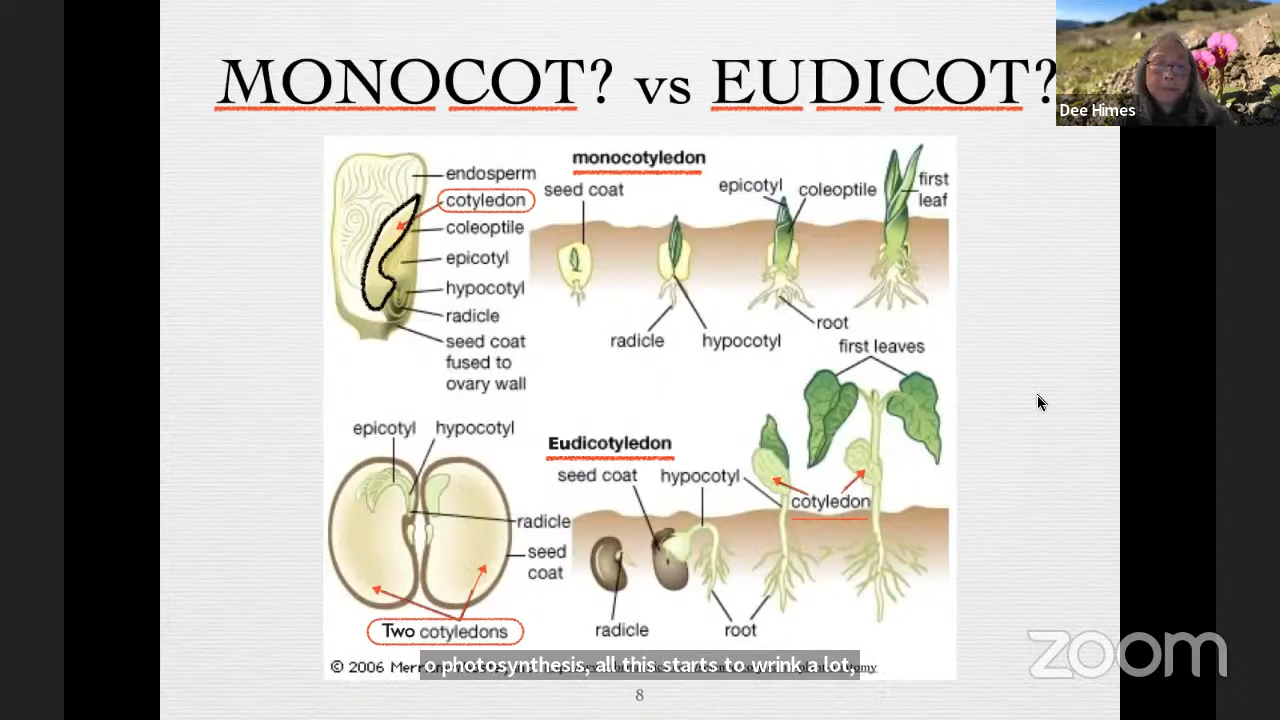 MONOCOT? vs EUDICOT?
Dee Himes
endosperm
cotyledon
coleoptile
epicotyl
hypocotyl
radicle
seed coat
fused to
ovary wall
monocotyledon
seed coat
epicotyl
coleoptile
first
leaf
radicle
hypocotyl
root
first leaves
epicotyl
hypocotyl
radicle
seed
coat
Two cotyledons
Eudicotyledon
seed coat
hypocotyl
cotyledon
radicle
root
© 2006 Merr
o photosynthesis, all this starts to wrink a lot,
8
zoom